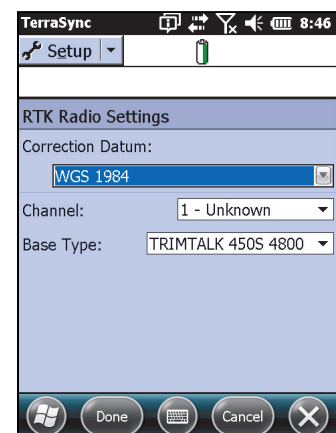 TerraSync 8:46
Setup
RTK Radio Settings
Correction Datum:
WGS 1984
Channel: 1 - Unknown
Base Type: TRIMTALK 450S 4800
Done Cancel